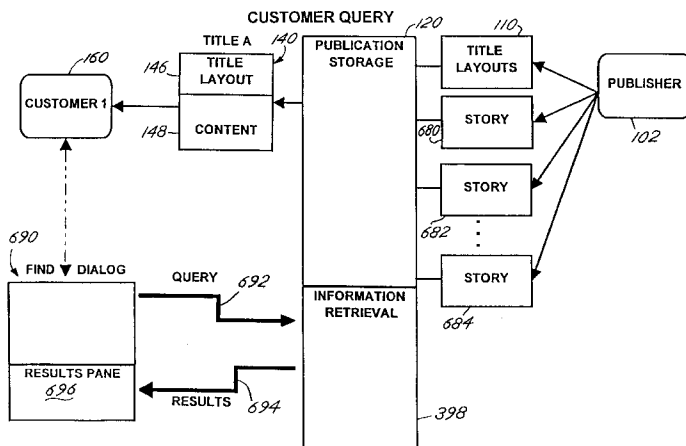 CUSTOMER QUERY
160
CUSTOMER 1
TITLE A
140
146
TITLE
LAYOUT
148
CONTENT
120
PUBLICATION
STORAGE
110
TITLE
LAYOUTS
680
STORY
682
STORY
684
STORY
PUBLISHER
102
690
FIND DIALOG
QUERY
692
INFORMATION
RETRIEVAL
RESULTS PANE
696
RESULTS
694
398